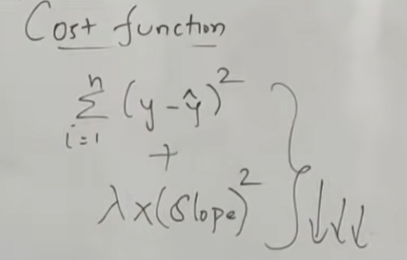 Cost function
n
∑ (y-ŷ)²
i=1
+
λ x (slope)² } ↓↓↓